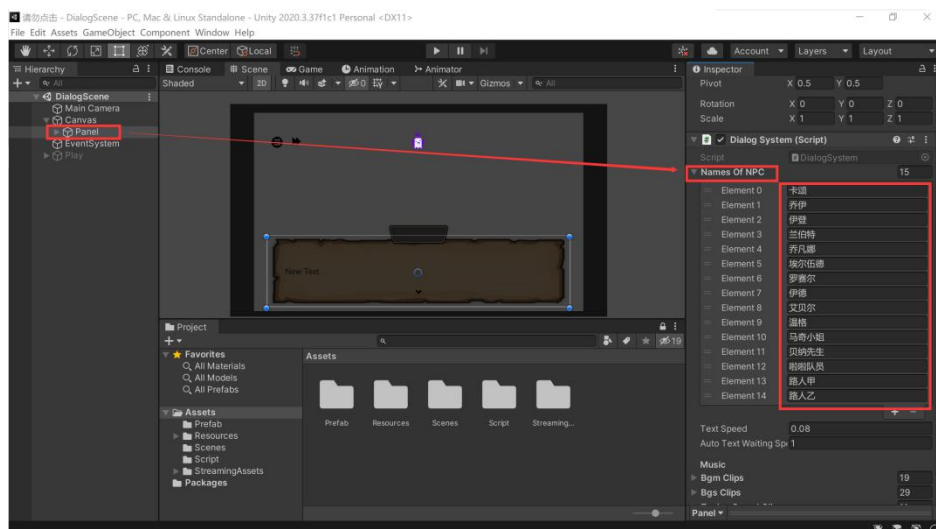 请勿点击 - DialogScene - PC, Mac & Linux Standalone - Unity 2020.3.37f1c1 Personal <DX11>
File Edit Assets GameObject Component Window Help
Center Local
Account Layers Layout
Hierarchy
All
DialogScene
Main Camera
Canvas
Panel
EventSystem
Play
Console Scene Game Animation Animator
Shaded 2D 0 Gizmos All
New Text
Project
19
Favorites
All Materials
All Models
All Prefabs
Assets
Prefab
Resources
Scenes
Script
StreamingAssets
Packages
Assets
Prefab Resources Scenes Script Streaming...
Inspector
Pivot X 0.5 Y 0.5
Rotation X 0 Y 0 Z 0
Scale X 1 Y 1 Z 1
Dialog System (Script)
Script DialogSystem
Names Of NPC 15
Element 0 卡颂
Element 1 乔伊
Element 2 伊登
Element 3 兰伯特
Element 4 乔凡娜
Element 5 埃尔伍德
Element 6 罗赛尔
Element 7 伊德
Element 8 艾贝尔
Element 9 温格
Element 10 马奇小姐
Element 11 贝纳先生
Element 12 啦啦队员
Element 13 路人甲
Element 14 路人乙
Text Speed 0.08
Auto Text Waiting Sp 1
Music
Bgm Clips 19
Bgs Clips 29
Panel